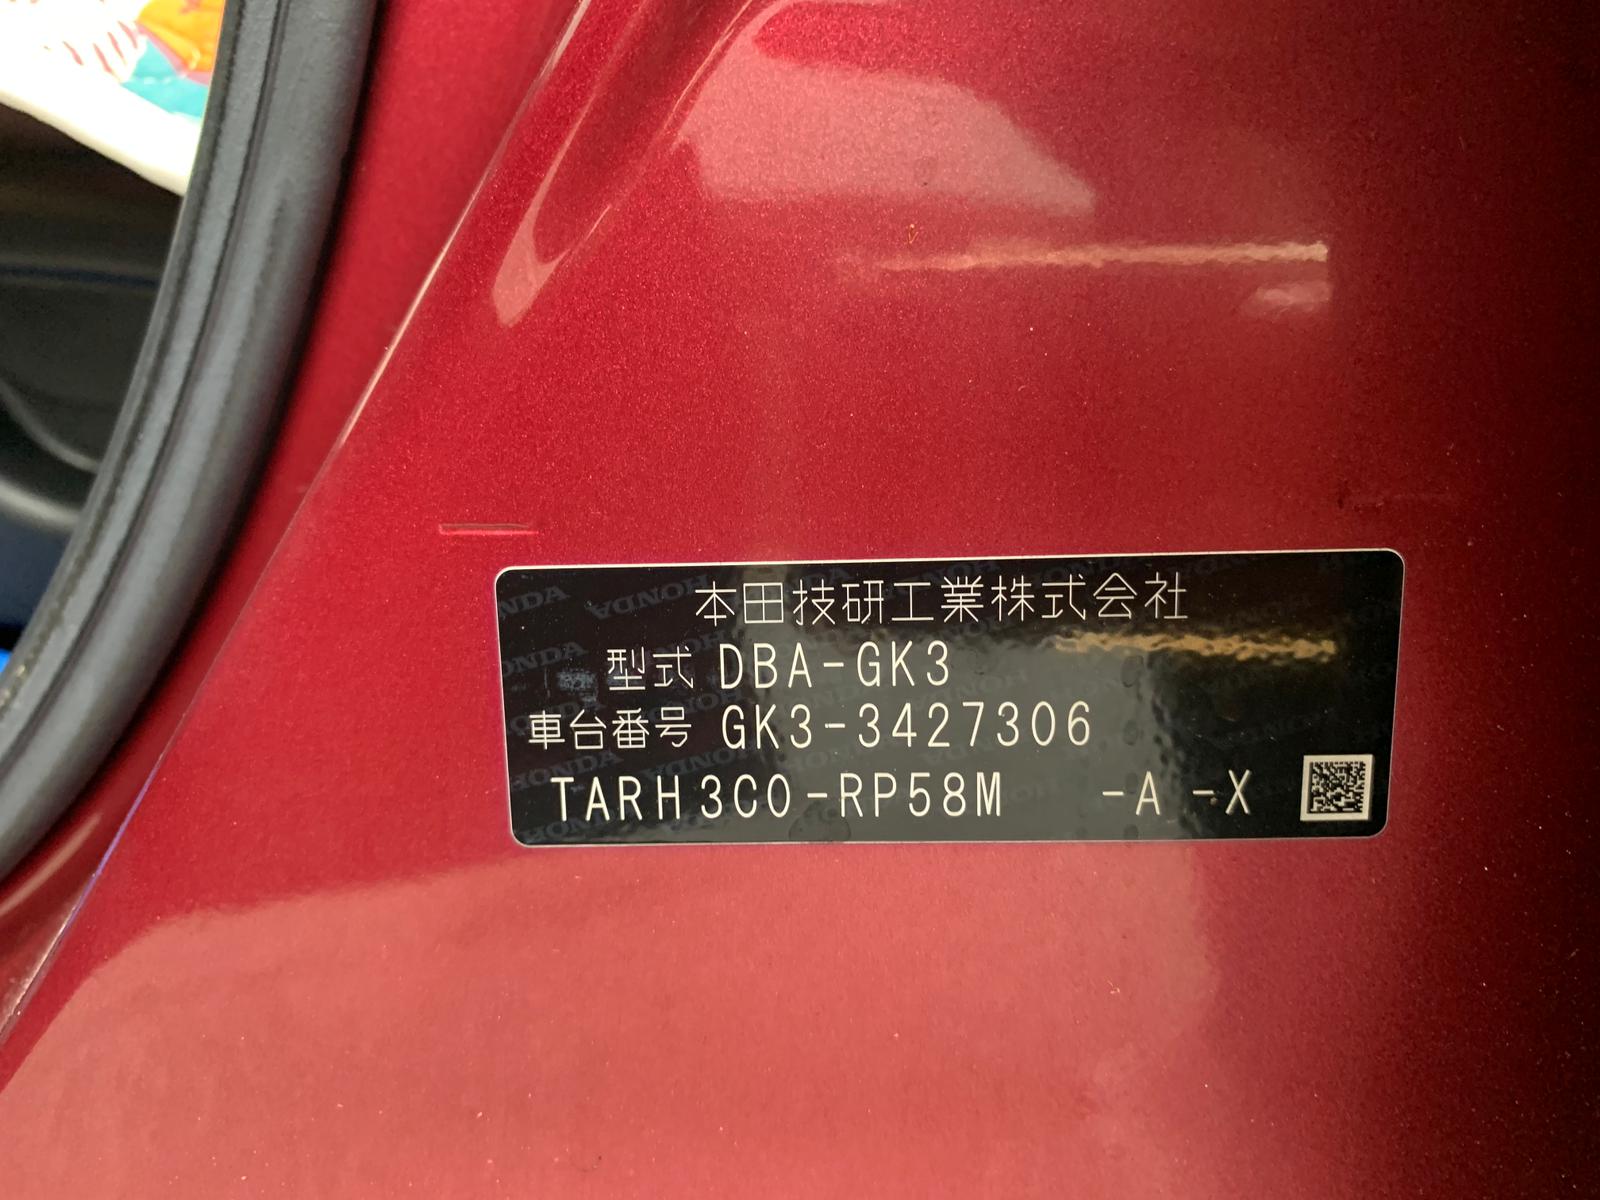 本田技研工業株式会社
型式 DBA-GK3
車台番号 GK3-3427306
TARH3C0-RP58M -A -X